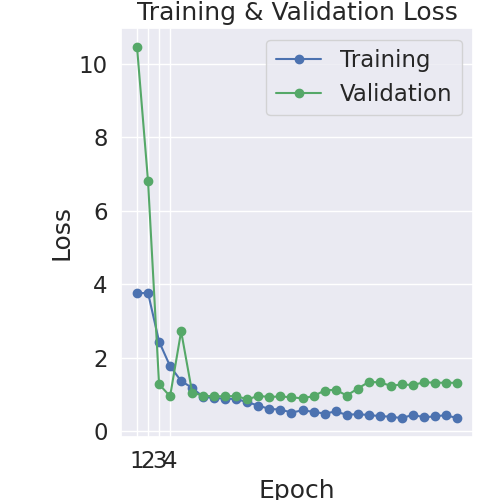 Training & Validation Loss
Training
Validation
Loss
10
8
6
4
2
0
1234
Epoch